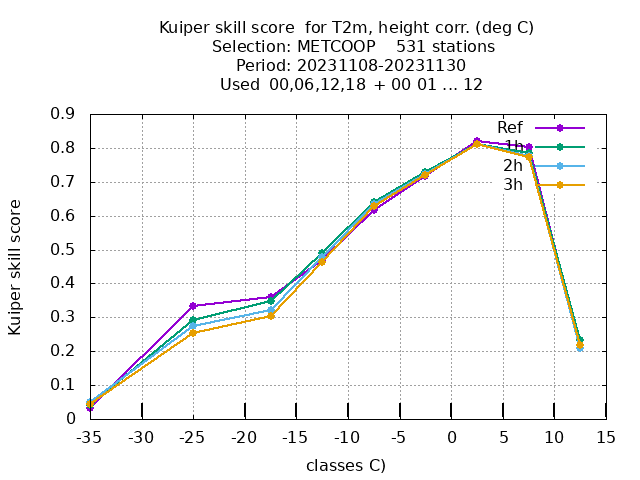 Kuiper skill score for T2m, height corr. (deg C)
Selection: METCOOP 531 stations
Period: 20231108-20231130
Used 00,06,12,18 + 00 01 ... 12
Kuiper skill score
0.9
0.8
0.7
0.6
0.5
0.4
0.3
0.2
0.1
0
Ref
1h
2h
3h
-35 -30 -25 -20 -15 -10 -5 0 5 10 15
classes C)